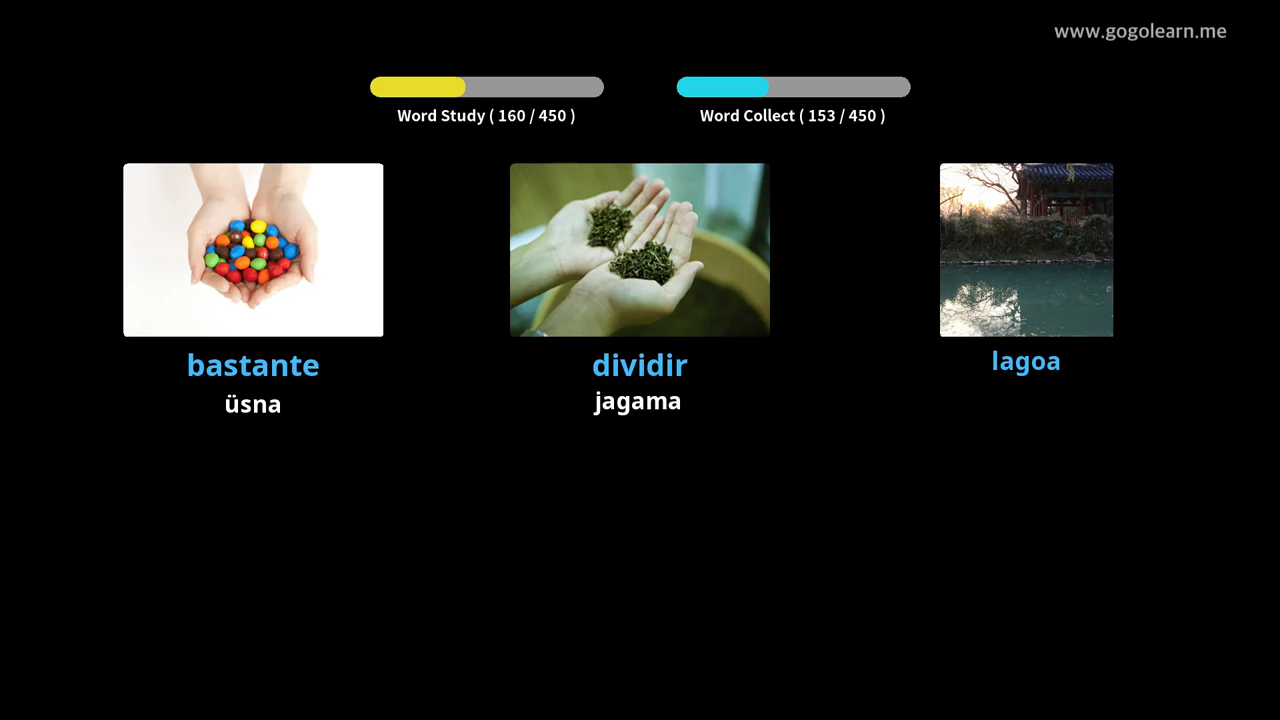 www.gogolearn.me
Word Study ( 160 / 450 )
Word Collect ( 153 / 450 )
bastante
üsna
dividir
jagama
lagoa